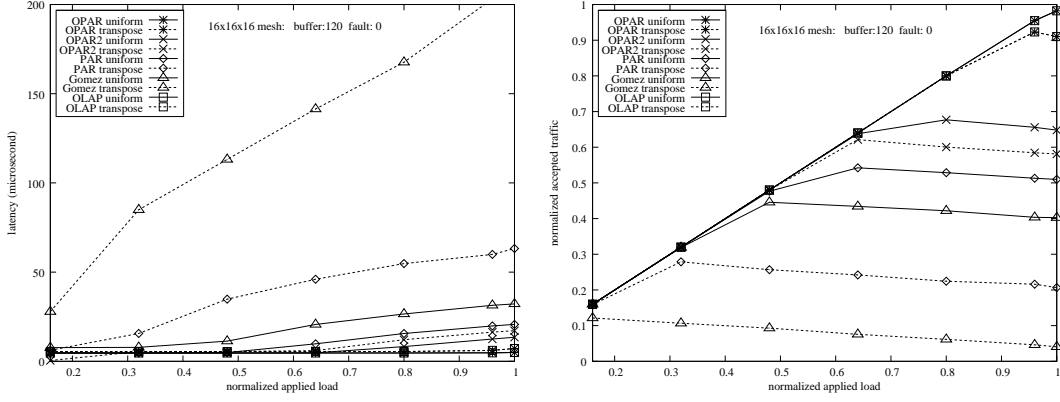 200
150
100
50
0
latency (microsecond)
OPAR uniform
OPAR transpose
OPAR2 uniform
OPAR2 transpose
PAR uniform
PAR transpose
Gomez uniform
Gomez transpose
OLAP uniform
OLAP transpose
16x16x16 mesh: buffer:120 fault: 0
0.2 0.3 0.4 0.5 0.6 0.7 0.8 0.9 1
normalized applied load
1
0.9
0.8
0.7
0.6
0.5
0.4
0.3
0.2
0.1
0
normalized accepted traffic
OPAR uniform
OPAR transpose
OPAR2 uniform
OPAR2 transpose
PAR uniform
PAR transpose
Gomez uniform
Gomez transpose
OLAP uniform
OLAP transpose
16x16x16 mesh: buffer:120 fault: 0
0.2 0.3 0.4 0.5 0.6 0.7 0.8 0.9 1
normalized applied load